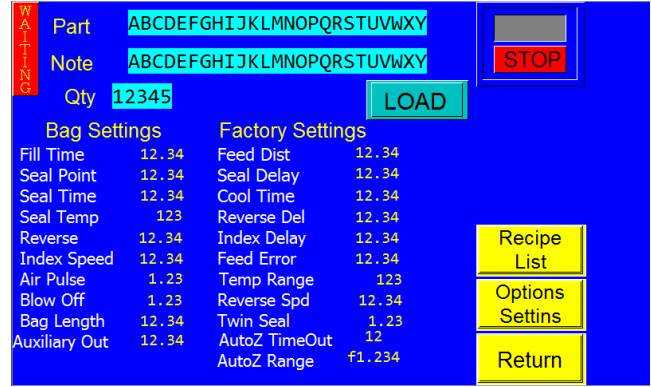 WAITING
Part ABCDEFGHIJKLMNOPQRSTUVWXY
Note ABCDEFGHIJKLMNOPQRSTUVWXY
STOP
Qty 12345
LOAD
Bag Settings Factory Settings
Fill Time 12.34 Feed Dist 12.34
Seal Point 12.34 Seal Delay 12.34
Seal Time 12.34 Cool Time 12.34
Seal Temp 123 Reverse Del 12.34
Reverse 12.34 Index Delay 12.34
Index Speed 12.34 Feed Error 12.34
Air Pulse 1.23 Temp Range 123
Blow Off 1.23 Reverse Spd 12.34
Bag Length 12.34 Twin Seal 1.23
Auxiliary Out 12.34 AutoZ TimeOut 12
AutoZ Range f1.234
Recipe
List
Options
Settins
Return